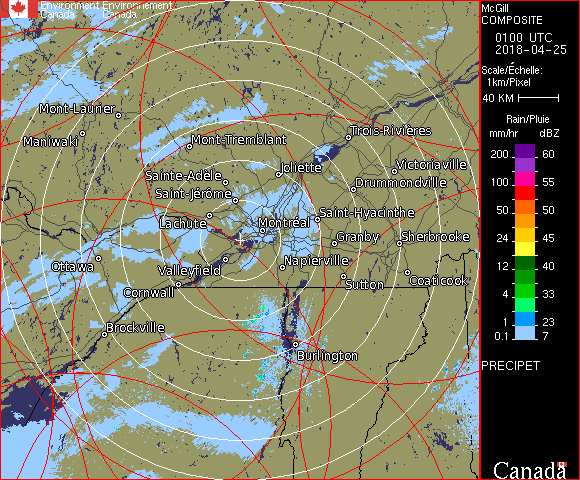 Environment Environnement
Canada Canada
McGill
COMPOSITE
0100 UTC
2018-04-25
Scale/Échelle:
1km/Pixel
40 KM
Rain/Pluie
mm/hr dBZ
200 60
100 55
50 50
24 45
12 40
4 33
1 23
0.1 7
PRECIPET
Canada
Mont-Laurier
Maniwaki
Mont-Tremblant
Trois-Rivières
Joliette
Victoriaville
Sainte-Adèle
Drummondville
Saint-Jérôme
Lachute
Saint-Hyacinthe
Montréal
Granby
Sherbrooke
Ottawa
Valleyfield
Napierville
Cornwall
Sutton
Coaticook
Brockville
Burlington